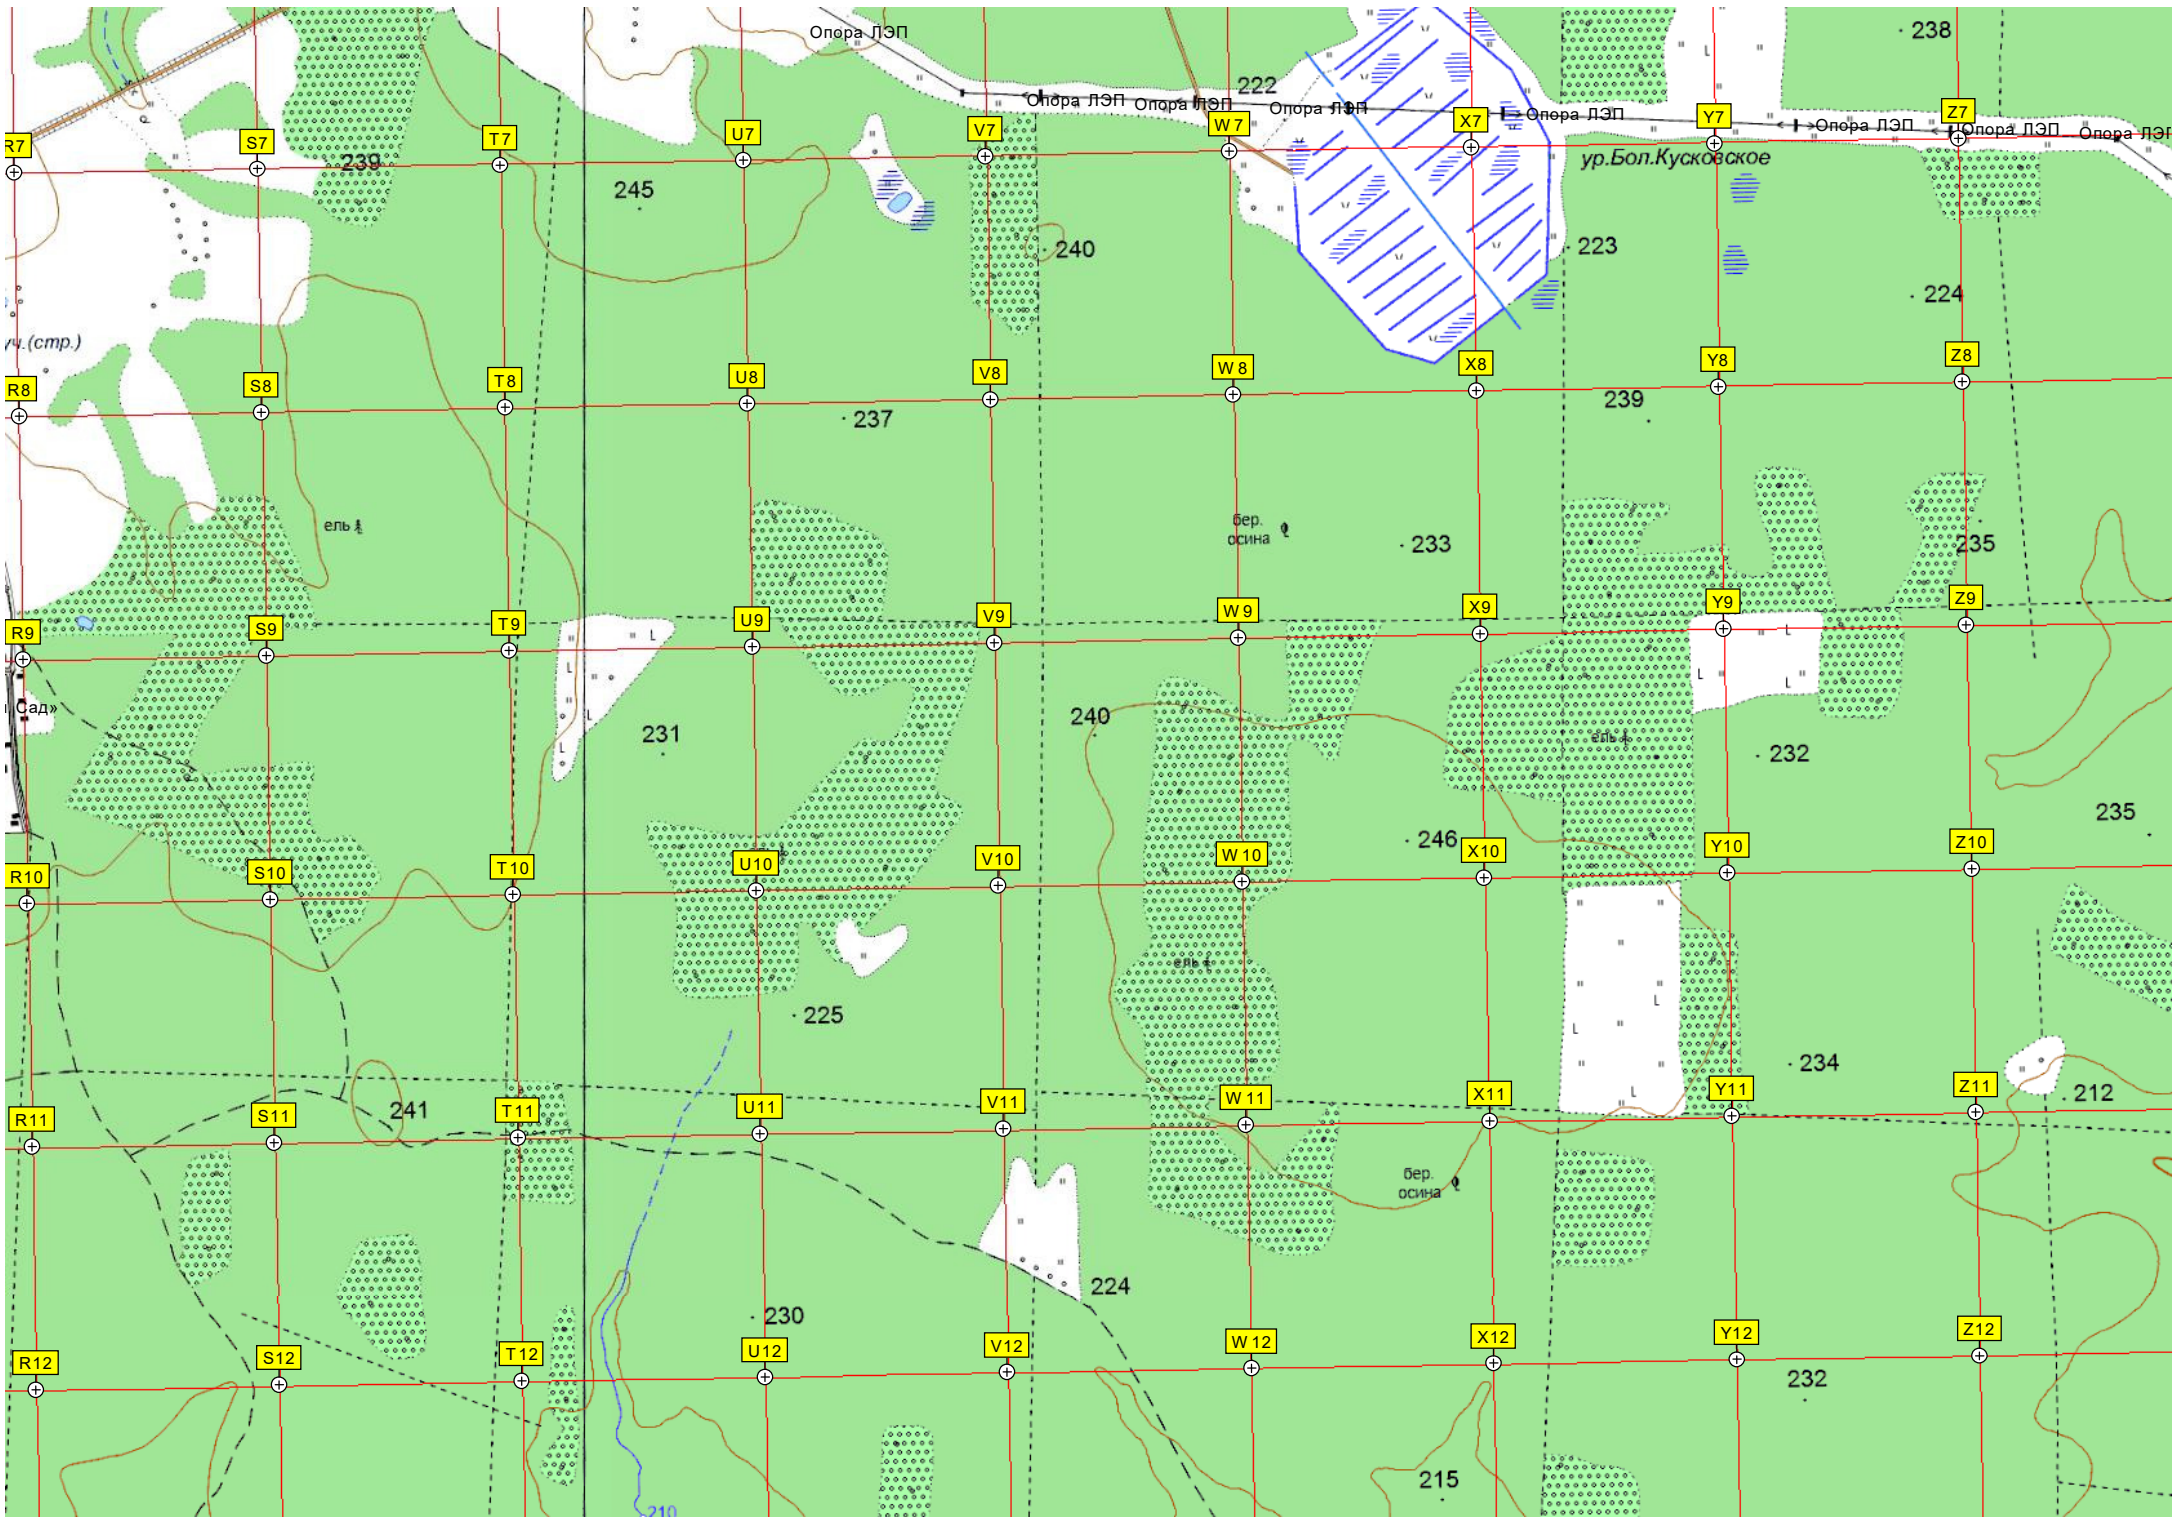 238
Опора ЛЭП
222
Опора ЛЭП
Опора ЛЭП
Опора ЛЭП
Опора ЛЭП
Опора ЛЭП
Опора ЛЭП
R7
S7
T7
U7
V7
W7
X7
Y7
Z7
239
245
ур.Бол.Кусковское
240
223
224
(стр.)
R8
S8
T8
U8
V8
W8
X8
Y8
Z8
237
239
ель
бер.
осина
233
235
R9
S9
T9
U9
V9
W9
X9
Y9
Z9
Сад»
231
240
ель
232
246
235
R10
S10
T10
U10
V10
W10
X10
Y10
Z10
ель
225
234
212
241
R11
S11
T11
U11
V11
W11
X11
Y11
Z11
бер.
осина
224
230
R12
S12
T12
U12
V12
W12
X12
Y12
Z12
232
215
210